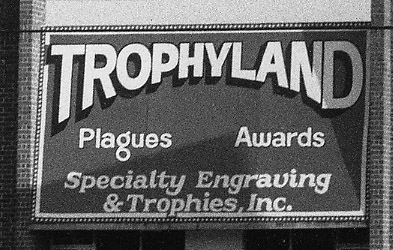 TROPHYLAND
Plagues Awards
Specialty Engraving
& Trophies, Inc.